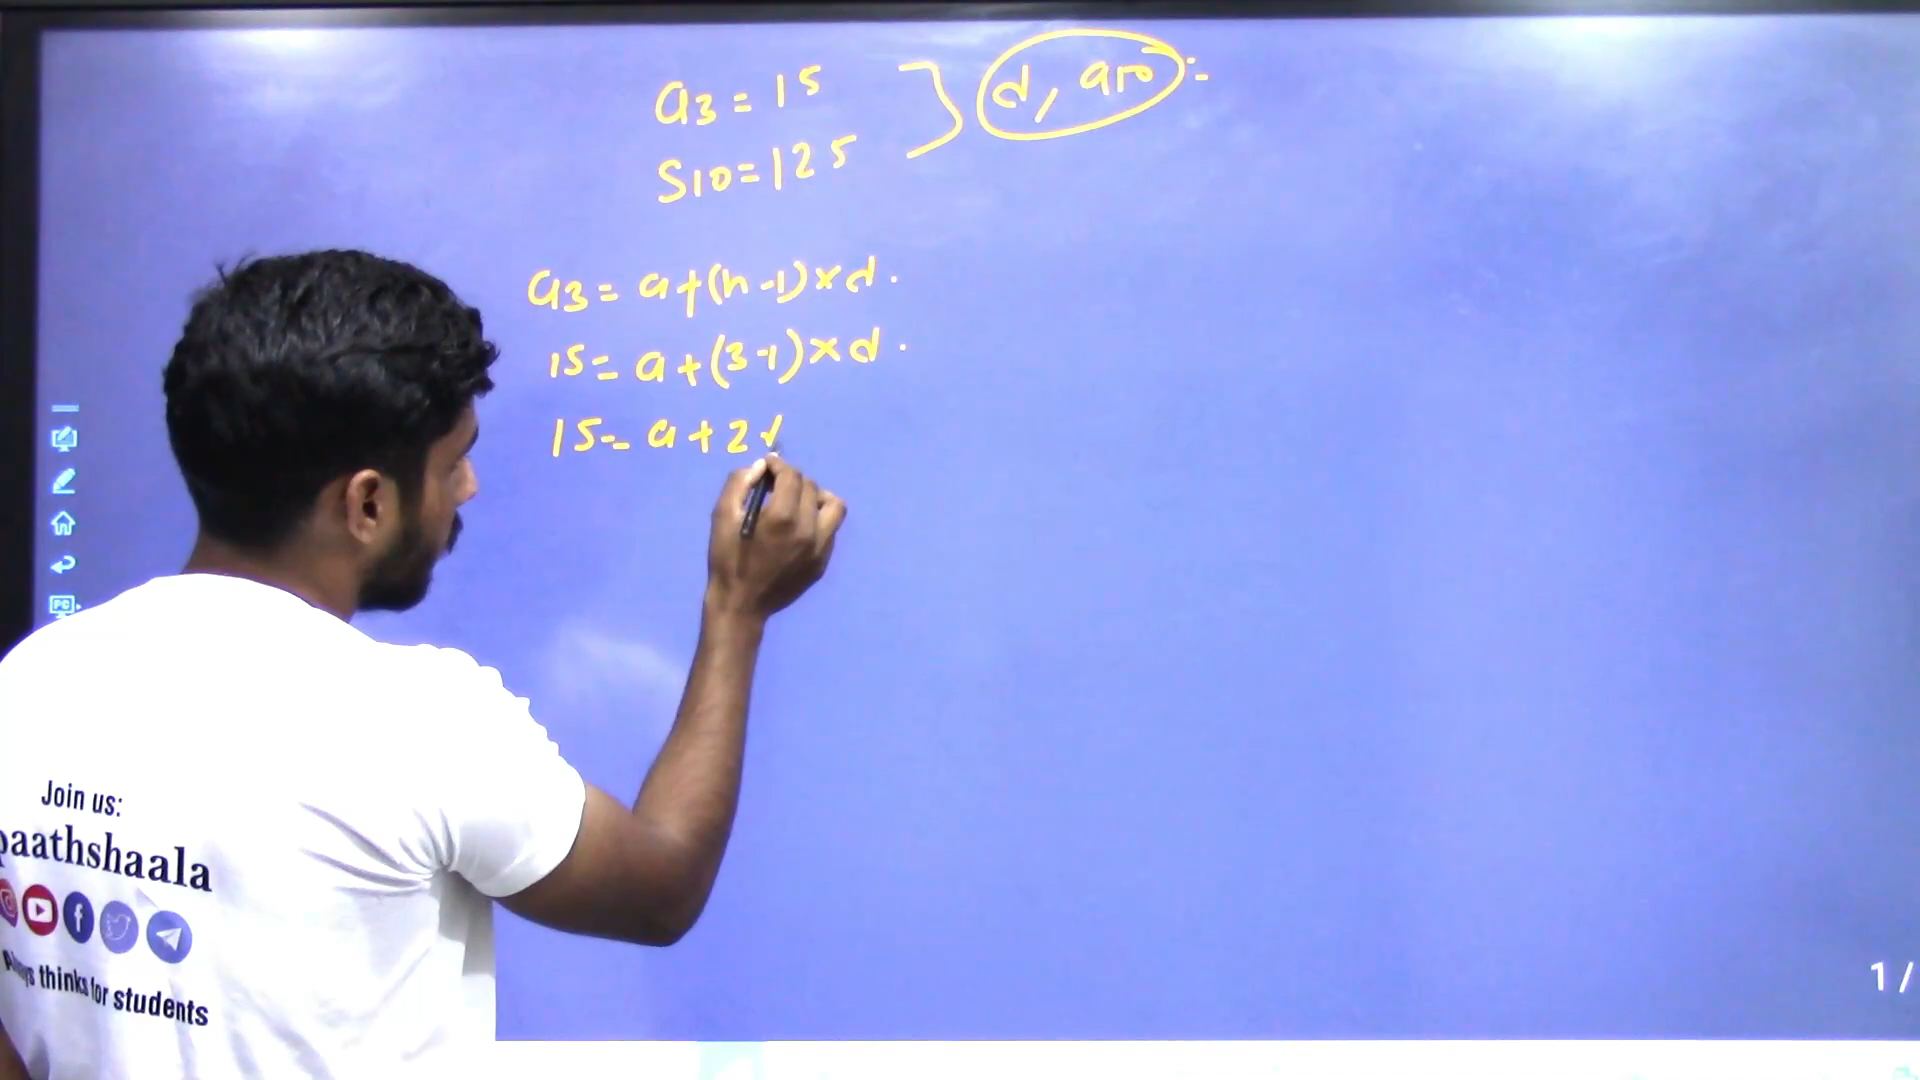 a3 = 15
S10 = 125
d, a10 :-
a3 = a + (n-1) × d.
15 = a + (3-1) × d.
15 = a + 2d
PC
Join us:
paathshaala
thinks for students
1 /